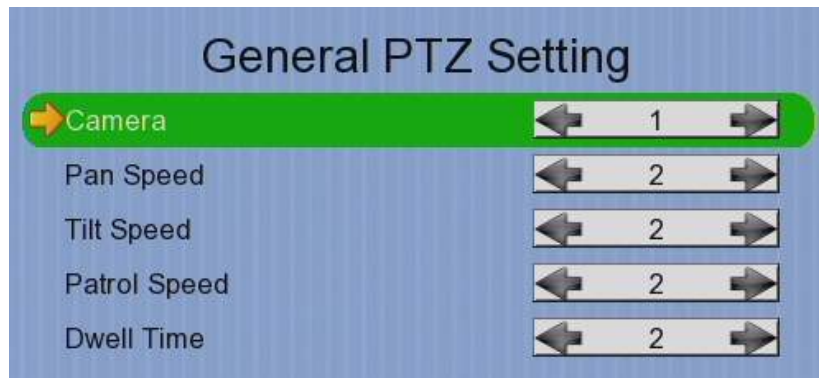 General PTZ Setting
Camera 1
Pan Speed 2
Tilt Speed 2
Patrol Speed 2
Dwell Time 2